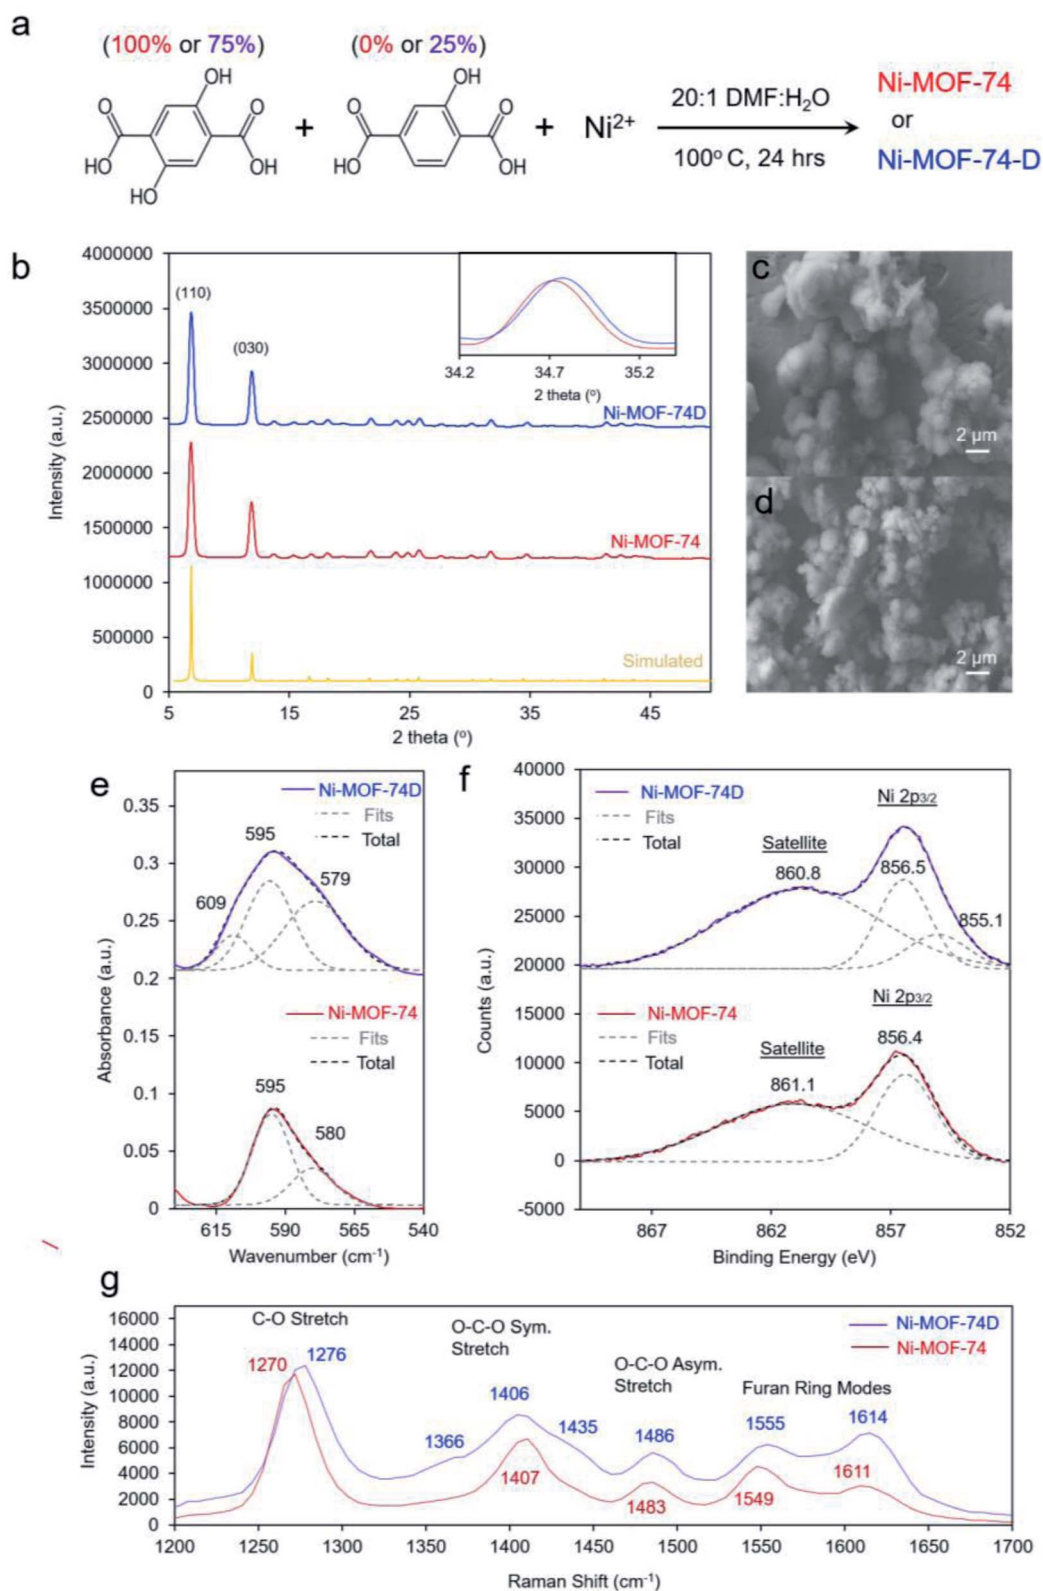 a
(100% or 75%)
(0% or 25%)
OH
O
O
HO
OH
HO
+
OH
O
O
HO
OH
+
Ni²⁺
20:1 DMF:H₂O
100° C, 24 hrs
Ni-MOF-74
or
Ni-MOF-74-D
b
4000000
3500000
3000000
2500000
2000000
1500000
1000000
500000
0
Intensity (a.u.)
(110)
(030)
34.2
34.7
35.2
2 theta (°)
Ni-MOF-74D
Ni-MOF-74
Simulated
5
15
25
35
45
2 theta (°)
c
2 µm
d
2 µm
e
0.35
0.3
0.25
0.2
0.15
0.1
0.05
0
Absorbance (a.u.)
Ni-MOF-74D
Fits
Total
595
579
609
Ni-MOF-74
Fits
Total
595
580
615
590
565
540
Wavenumber (cm⁻¹)
f
40000
35000
30000
25000
20000
15000
10000
5000
0
-5000
Counts (a.u.)
Ni-MOF-74D
Fits
Total
Satellite
860.8
Ni 2p3/2
856.5
855.1
Ni-MOF-74
Fits
Total
Satellite
861.1
Ni 2p3/2
856.4
867
862
857
852
Binding Energy (eV)
g
16000
14000
12000
10000
8000
6000
4000
2000
0
Intensity (a.u.)
C-O Stretch
1270
1276
O-C-O Sym.
Stretch
1366
1406
1435
1407
O-C-O Asym.
Stretch
1486
1483
Furan Ring Modes
1555
1614
1549
1611
Ni-MOF-74D
Ni-MOF-74
1200
1250
1300
1350
1400
1450
1500
1550
1600
1650
1700
Raman Shift (cm⁻¹)